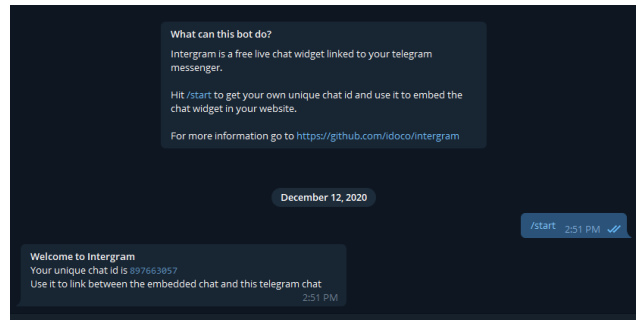 What can this bot do?
Intergram is a free live chat widget linked to your telegram
messenger.
Hit /start to get your own unique chat id and use it to embed the
chat widget in your website.
For more information go to https://github.com/idoco/intergram
December 12, 2020
/start 2:51 PM
Welcome to Intergram
Your unique chat id is 897663057
Use it to link between the embedded chat and this telegram chat
2:51 PM